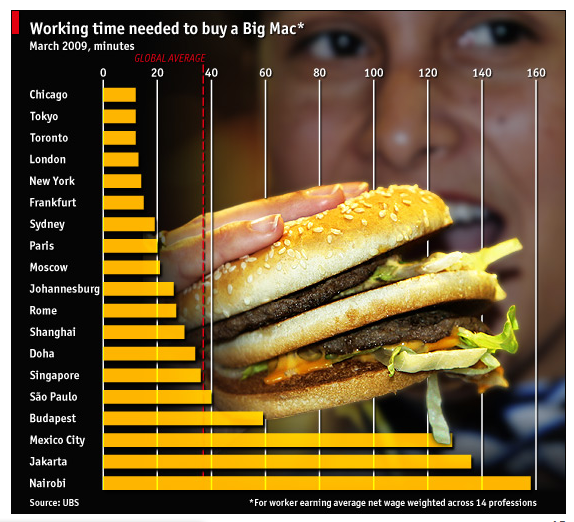 Working time needed to buy a Big Mac*
March 2009, minutes
GLOBAL AVERAGE
0 20 40 60 80 100 120 140 160
Chicago
Tokyo
Toronto
London
New York
Frankfurt
Sydney
Paris
Moscow
Johannesburg
Rome
Shanghai
Doha
Singapore
São Paulo
Budapest
Mexico City
Jakarta
Nairobi
Source: UBS *For worker earning average net wage weighted across 14 professions